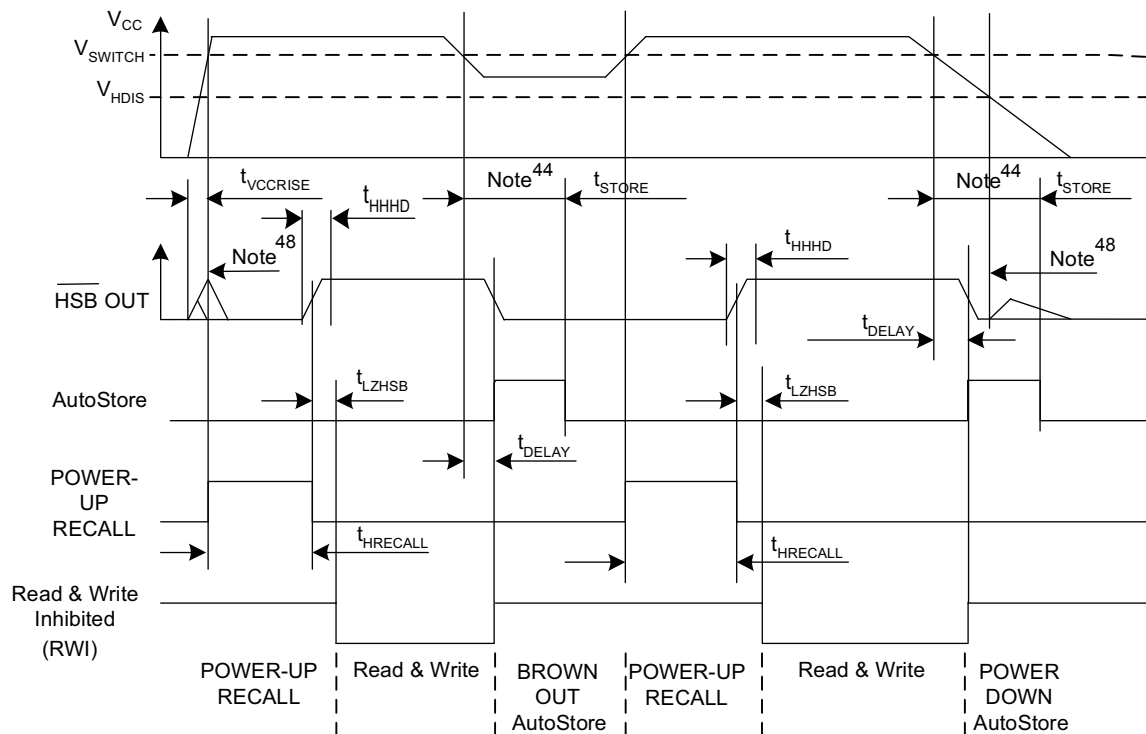 VCC
VSWITCH
VHDIS
tVCCRISE
Note44
tSTORE
Note44
tSTORE
tHHHD
Note48
tHHHD
Note48
HSB OUT
tDELAY
tLZHSB
tLZHSB
AutoStore
tDELAY
POWER-
UP
RECALL
tHRECALL
tHRECALL
Read & Write
Inhibited
(RWI)
POWER-UP
RECALL
Read & Write
BROWN
OUT
AutoStore
POWER-UP
RECALL
Read & Write
POWER
DOWN
AutoStore